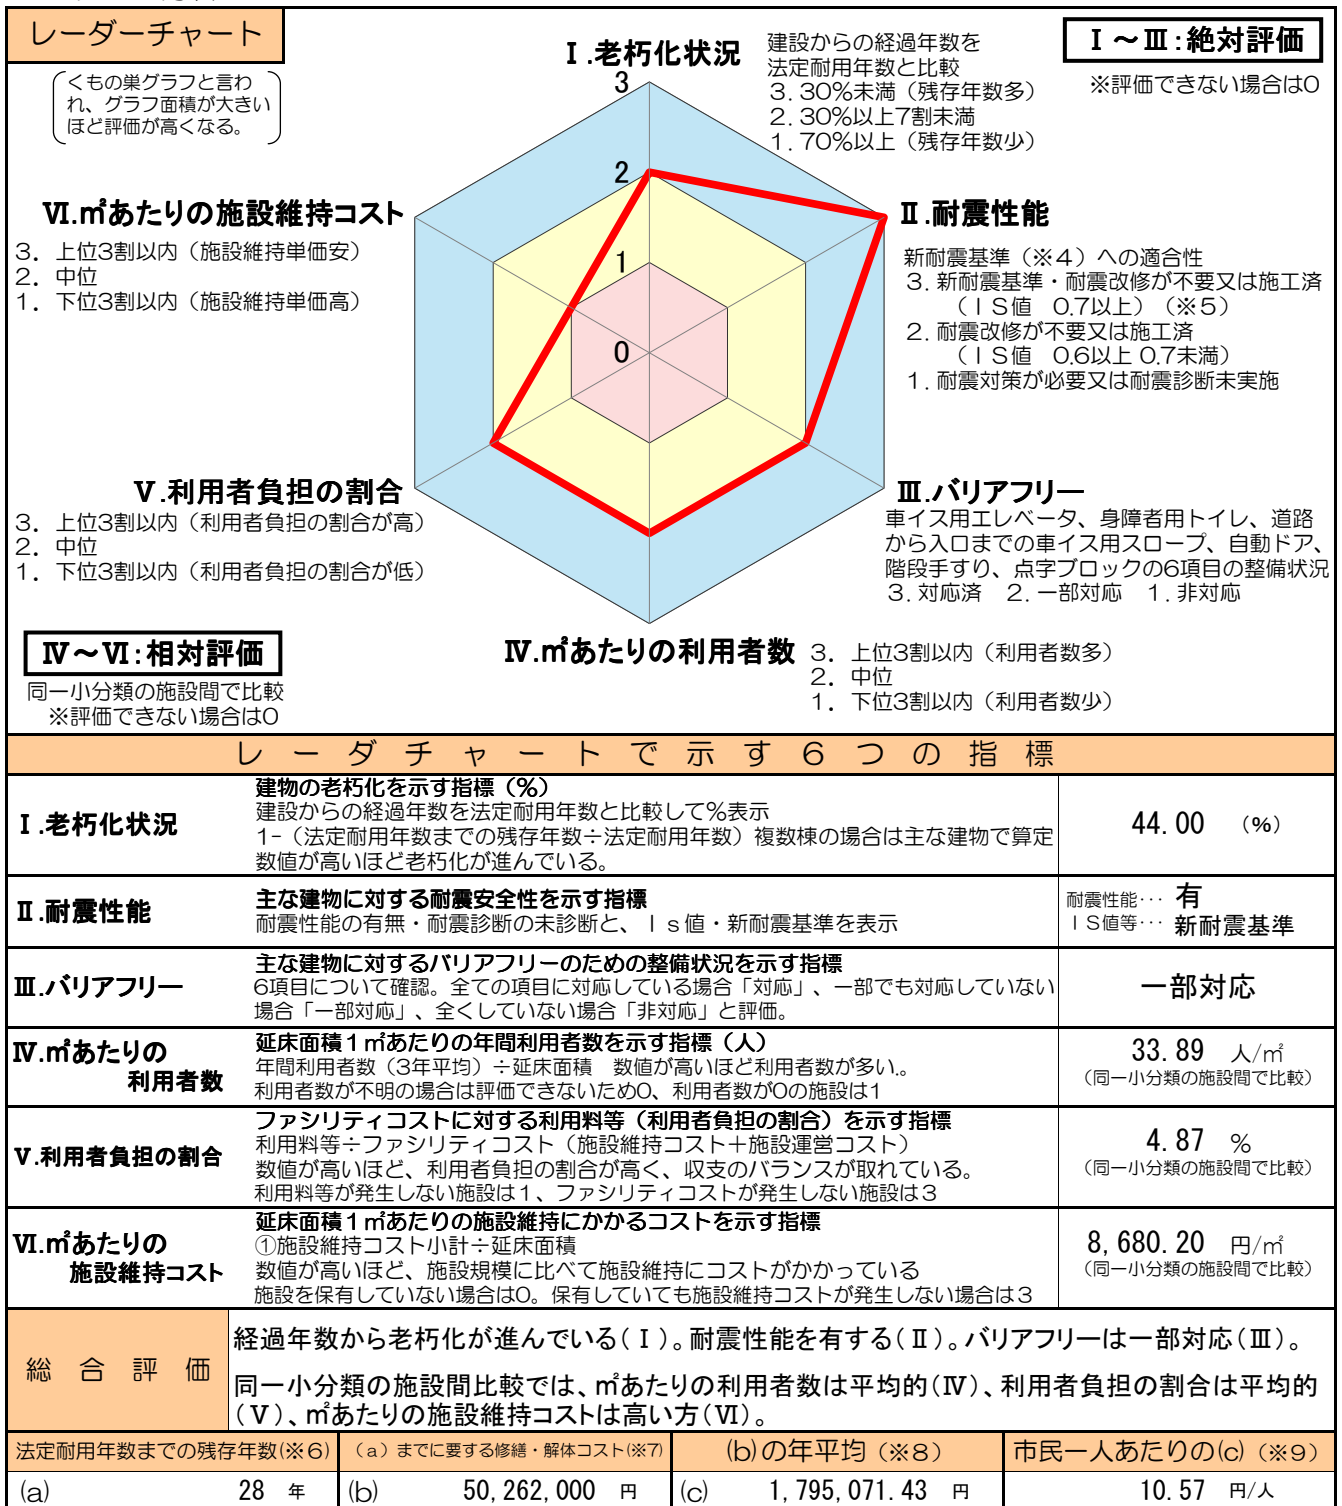 レーダーチャート
くもの巣グラフと言わ
れ、グラフ面積が大きい
ほど評価が高くなる。
Ⅰ.老朽化状況
建設からの経過年数を
法定耐用年数と比較
3.30%未満（残存年数多）
2.30%以上7割未満
1.70%以上（残存年数少）
Ⅰ～Ⅲ:絶対評価
※評価できない場合は0
3
2
1
0
Ⅵ.㎡あたりの施設維持コスト
3. 上位3割以内（施設維持単価安）
2. 中位
1. 下位3割以内（施設維持単価高）
Ⅱ.耐震性能
新耐震基準（※4）への適合性
3.新耐震基準・耐震改修が不要又は施工済
（ＩＳ値 0.7以上）（※5）
2.耐震改修が不要又は施工済
（ＩＳ値 0.6以上 0.7未満）
1.耐震対策が必要又は耐震診断未実施
Ⅴ.利用者負担の割合
3. 上位3割以内（利用者負担の割合が高）
2. 中位
1. 下位3割以内（利用者負担の割合が低）
Ⅲ.バリアフリー
車イス用エレベータ、身障者用トイレ、道路
から入口までの車イス用スロープ、自動ドア、
階段手すり、点字ブロックの6項目の整備状況
3.対応済 2.一部対応 1.非対応
Ⅳ～Ⅵ:相対評価
同一小分類の施設間で比較
※評価できない場合は0
Ⅳ.㎡あたりの利用者数
3. 上位3割以内（利用者数多）
2. 中位
1. 下位3割以内（利用者数少）
レーダチャートで示す6つの指標
Ⅰ.老朽化状況
建物の老朽化を示す指標（%）
建設からの経過年数を法定耐用年数と比較して%表示
1-（法定耐用年数までの残存年数÷法定耐用年数）複数棟の場合は主な建物で算定
数値が高いほど老朽化が進んでいる。
44.00 （%）
Ⅱ.耐震性能
主な建物に対する耐震安全性を示す指標
耐震性能の有無・耐震診断の未診断と、Ｉｓ値・新耐震基準を表示
耐震性能… 有
ＩＳ値等… 新耐震基準
Ⅲ.バリアフリー
主な建物に対するバリアフリーのための整備状況を示す指標
6項目について確認。全ての項目に対応している場合「対応」、一部でも対応していない
場合「一部対応」、全くしていない場合「非対応」と評価。
一部対応
Ⅳ.㎡あたりの
利用者数
延床面積1㎡あたりの年間利用者数を示す指標（人）
年間利用者数（3年平均）÷延床面積 数値が高いほど利用者数が多い。
利用者数が不明の場合は評価できないため0、利用者数が0の施設は1
33.89 人/㎡
（同一小分類の施設間で比較）
Ⅴ.利用者負担の割合
ファシリティコストに対する利用料等（利用者負担の割合）を示す指標
利用料等÷ファシリティコスト（施設維持コスト+施設運営コスト）
数値が高いほど、利用者負担の割合が高く、収支のバランスが取れている。
利用料等が発生しない施設は1、ファシリティコストが発生しない施設は3
4.87 %
（同一小分類の施設間で比較）
Ⅵ.㎡あたりの
施設維持コスト
延床面積1㎡あたりの施設維持にかかるコストを示す指標
①施設維持コスト小計÷延床面積
数値が高いほど、施設規模に比べて施設維持にコストがかかっている
施設を保有していない場合は0。保有していても施設維持コストが発生しない場合は3
8,680.20 円/㎡
（同一小分類の施設間で比較）
総合評価
経過年数から老朽化が進んでいる(Ⅰ)。耐震性能を有する(Ⅱ)。バリアフリーは一部対応(Ⅲ)。
同一小分類の施設間比較では、㎡あたりの利用者数は平均的(Ⅳ)、利用者負担の割合は平均的
(Ⅴ)、㎡あたりの施設維持コストは高い方(Ⅵ)。
法定耐用年数までの残存年数(※6)
（a）までに要する修繕・解体コスト(※7)
(b)の年平均（※8）
市民一人あたりの(c)（※9）
(a) 28 年
(b) 50,262,000 円
(c) 1,795,071.43 円
10.57 円/人